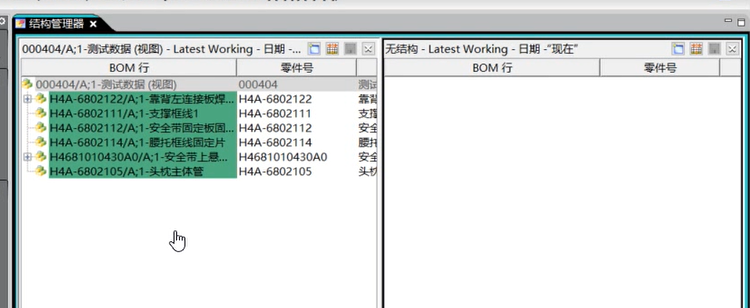 结构管理器
000404/A;1-测试数据 (视图) - Latest Working - 日期 -...
BOM 行 零件号
000404/A;1-测试数据 (视图) 000404 测试
H4A-6802122/A;1-靠背左连接板焊... H4A-6802122 靠背
H4A-6802111/A;1-支撑框线1 H4A-6802111 支撑
H4A-6802112/A;1-安全带固定板固... H4A-6802112 安全
H4A-6802114/A;1-腰托框线固定片 H4A-6802114 腰托
H4681010430A0/A;1-安全带上悬... H4681010430A0 安全
H4A-6802105/A;1-头枕主体管 H4A-6802105 头枕
无结构 - Latest Working - 日期 -"现在"
BOM 行 零件号